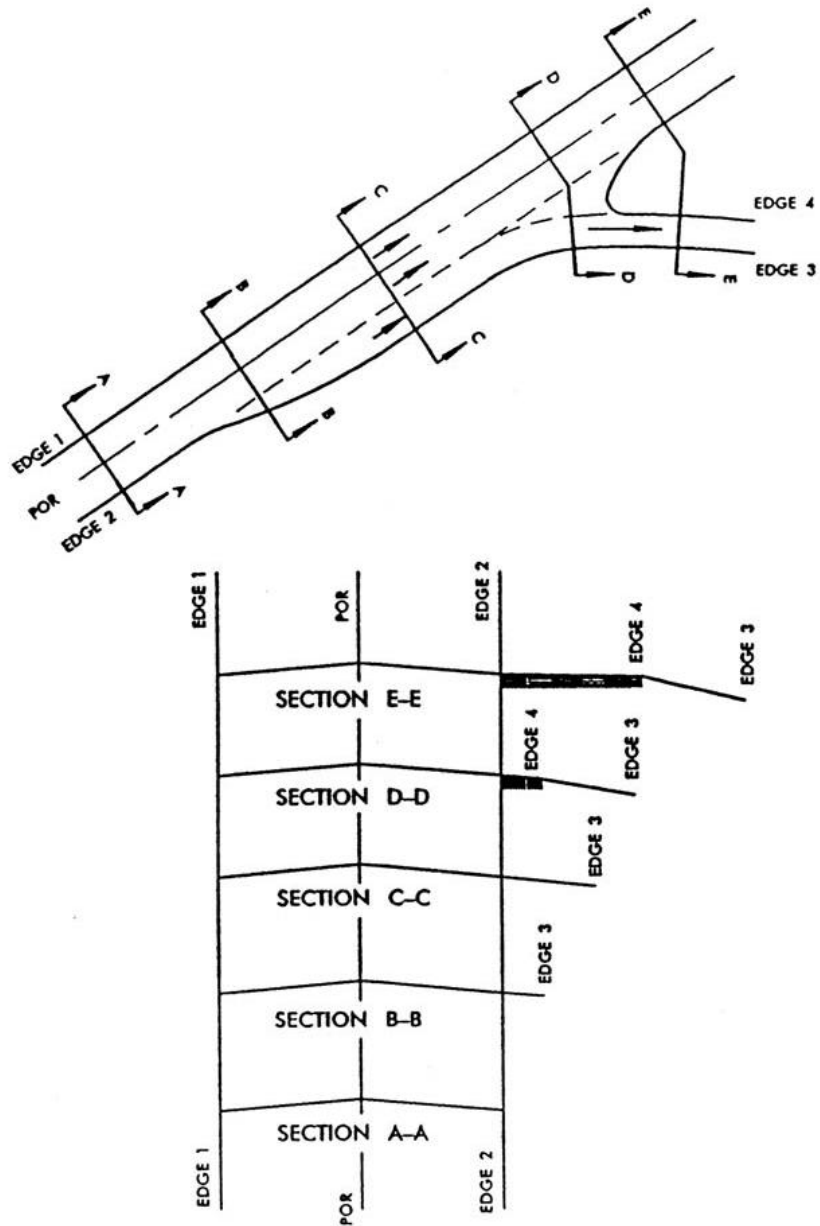 E
D
E
C
D
B
EDGE 4
EDGE 3
A
D
E
C
B
EDGE 1
A
POR
EDGE 2
EDGE 1
POR
EDGE 2
EDGE 4
EDGE 3
SECTION E–E
EDGE 4
EDGE 3
SECTION D–D
EDGE 3
SECTION C–C
EDGE 3
SECTION B–B
SECTION A–A
EDGE 1
POR
EDGE 2